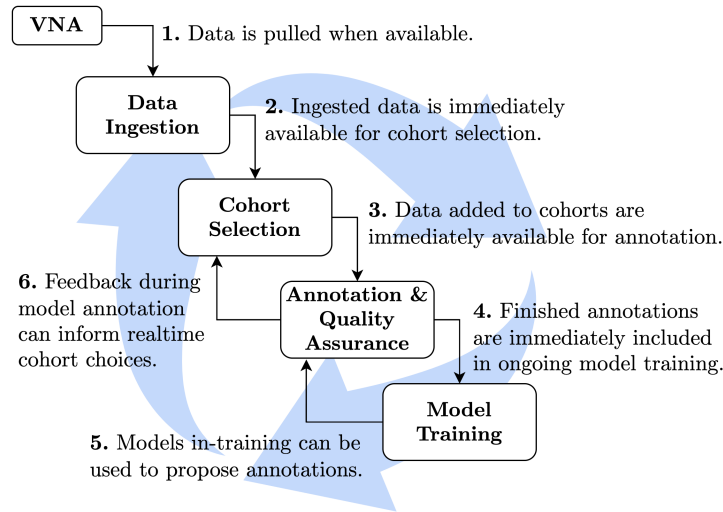 VNA
1. Data is pulled when available.
Data
Ingestion
2. Ingested data is immediately
available for cohort selection.
Cohort
Selection
3. Data added to cohorts are
immediately available for annotation.
Annotation &
Quality
Assurance
4. Finished annotations
are immediately included
in ongoing model training.
Model
Training
5. Models in-training can be
used to propose annotations.
6. Feedback during
model annotation
can inform realtime
cohort choices.